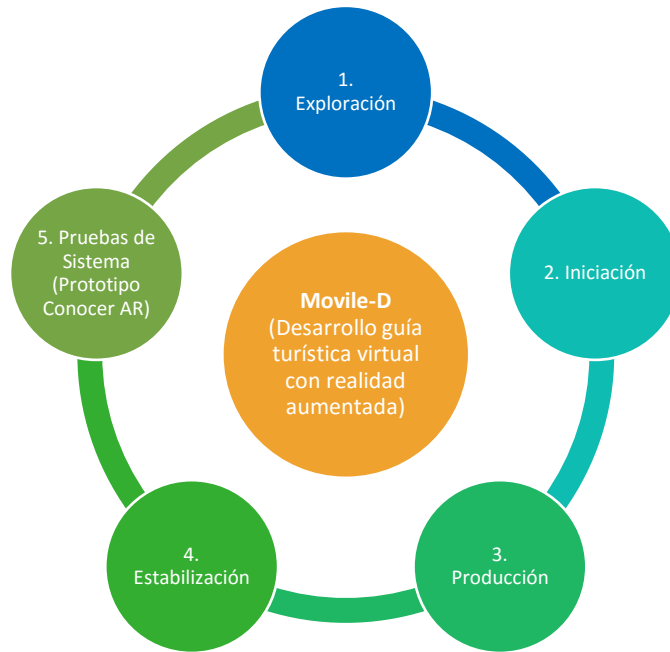 1.
Exploración
2. Iniciación
3.
Producción
4.
Estabilización
5. Pruebas de
Sistema
(Prototipo
Conocer AR)
Movile-D
(Desarrollo guía
turística virtual
con realidad
aumentada)